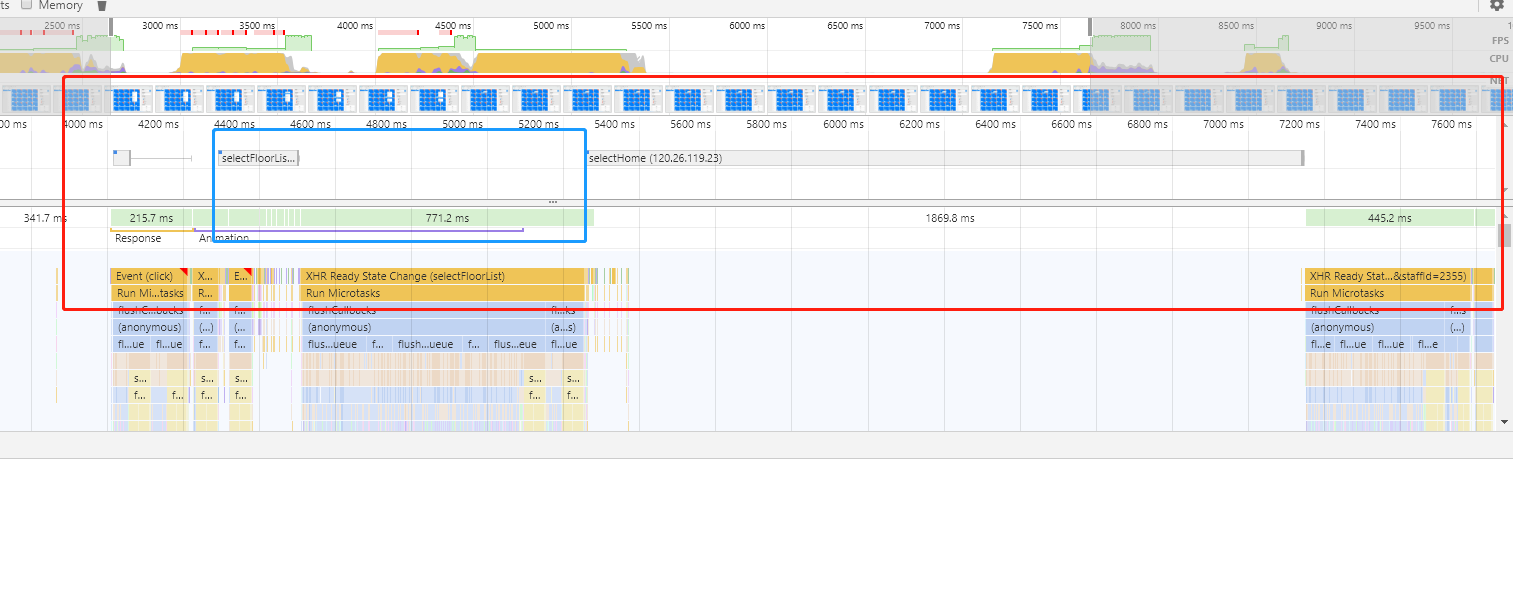 ts Memory
2500 ms 3000 ms 3500 ms 4000 ms 4500 ms 5000 ms 5500 ms 6000 ms 6500 ms 7000 ms 7500 ms 8000 ms 8500 ms 9000 ms 9500 ms 1
FPS
CPU
NET
00 ms 4000 ms 4200 ms 4400 ms 4600 ms 4800 ms 5000 ms 5200 ms 5400 ms 5600 ms 5800 ms 6000 ms 6200 ms 6400 ms 6600 ms 6800 ms 7000 ms 7200 ms 7400 ms 7600 ms
selectFloorLis... selectHome (120.26.119.23)
...
341.7 ms 215.7 ms 771.2 ms 1869.8 ms 445.2 ms
Response Animation
Event (click) X... E... XHR Ready State Change (selectFloorList) XHR Ready Stat...&staffId=2355)
Run Mi...tasks R... Run Microtasks Run Microtasks
flushC...backs f... f... flushCallbacks f...ks flushCallbacks f...s
(anonymous) (...) (... (anonymous) (a...s) (anonymous) (...)
fl...ue fl...ue f... f... flus...ueue f... flush...ueue f... flus...eue fl...ue fl...e fl...ue fl...ue fl...e
s... s... s... s... s...
f... f... f... f... f... f...